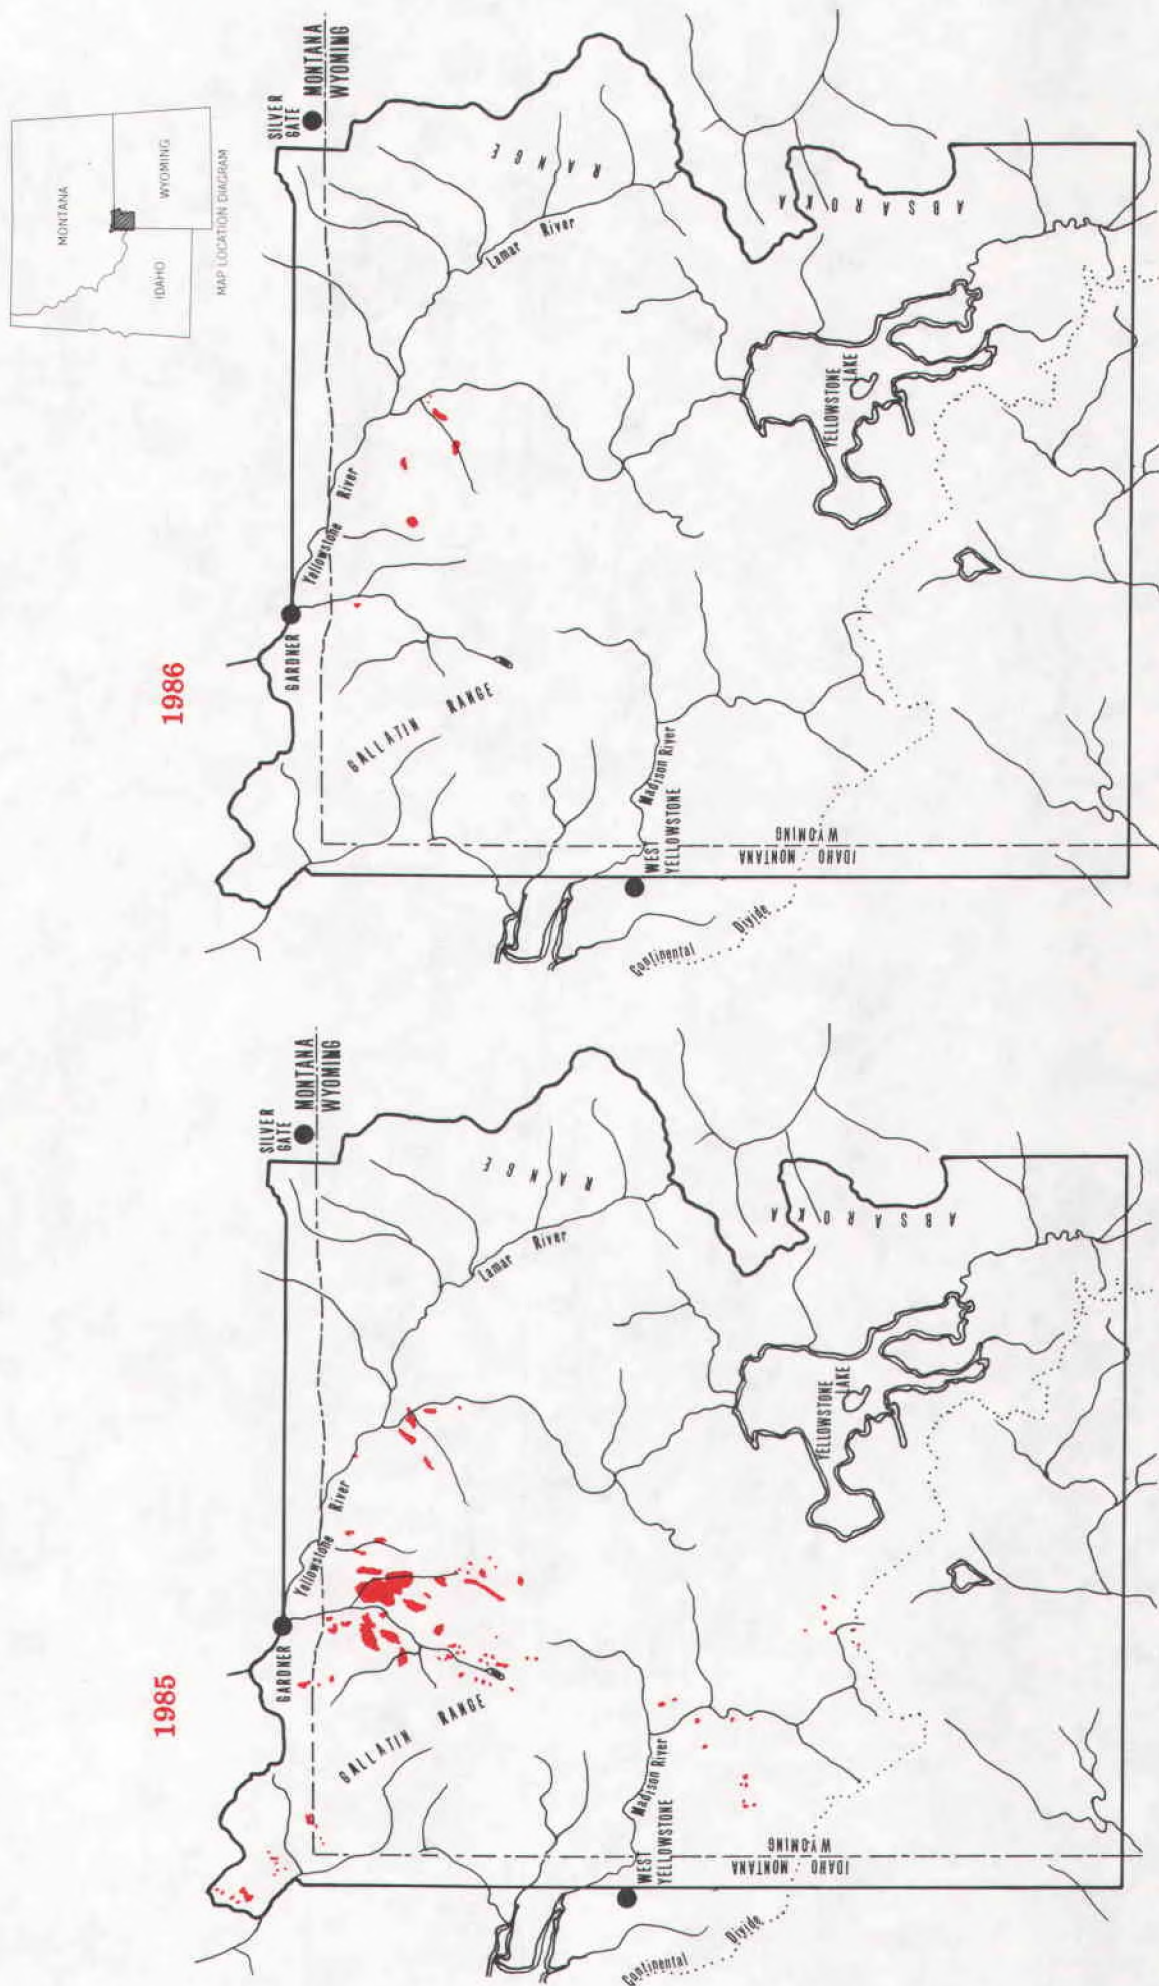 MONTANA
IDAHO
WYOMING
MAP LOCATION DIAGRAM
1986
SILVER
GATE
MONTANA
WYOMING
GARDNER
Yellowstone River
GALLATIN RANGE
Lamar River
RANGE
ABSAROKA
Madison River
WEST
YELLOWSTONE
YELLOWSTONE
LAKE
WYOMING
IDAHO MONTANA
Continental Divide
1985
SILVER
GATE
MONTANA
WYOMING
GARDNER
Yellowstone River
GALLATIN RANGE
Lamar River
RANGE
ABSAROKA
Madison River
WEST
YELLOWSTONE
YELLOWSTONE
LAKE
WYOMING
IDAHO MONTANA
Continental Divide